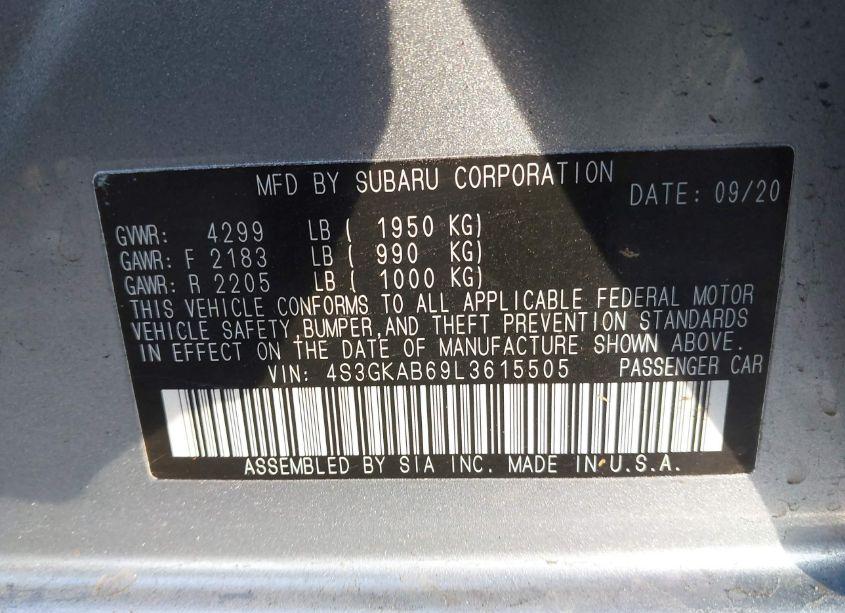 MFD BY SUBARU CORPORATION DATE: 09/20
GVWR: 4299 LB ( 1950 KG)
GAWR: F 2183 LB ( 990 KG)
GAWR: R 2205 LB ( 1000 KG)
THIS VEHICLE CONFORMS TO ALL APPLICABLE FEDERAL MOTOR
VEHICLE SAFETY,BUMPER,AND THEFT PREVENTION STANDARDS
IN EFFECT ON THE DATE OF MANUFACTURE SHOWN ABOVE.
VIN: 4S3GKAB69L3615505 PASSENGER CAR
ASSEMBLED BY SIA INC. MADE IN U.S.A.